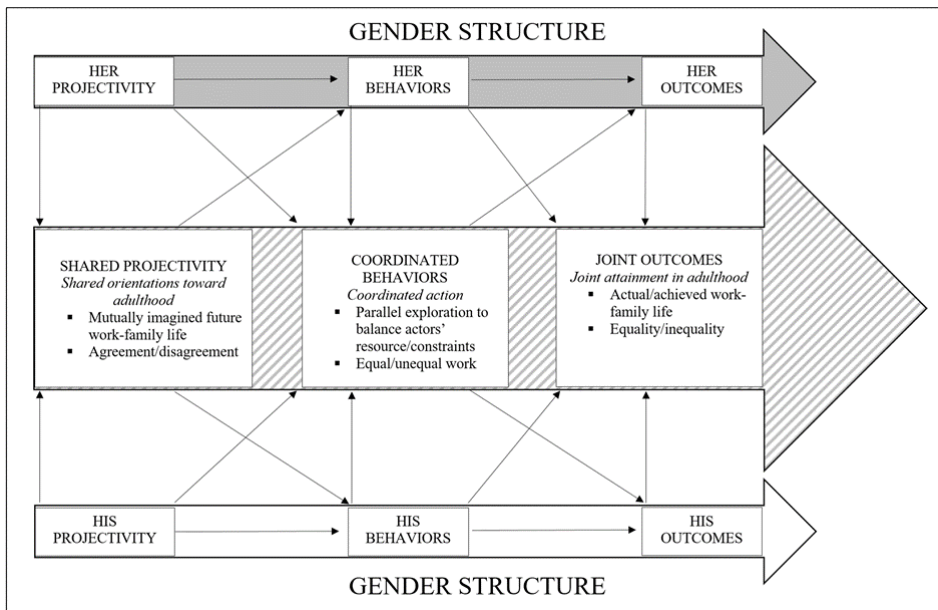 GENDER STRUCTURE
HER
PROJECTIVITY
HER
BEHAVIORS
HER
OUTCOMES
SHARED PROJECTIVITY
Shared orientations toward
adulthood
▪ Mutually imagined future
work-family life
▪ Agreement/disagreement
COORDINATED
BEHAVIORS
Coordinated action
▪ Parallel exploration to
balance actors’
resource/constraints
▪ Equal/unequal work
JOINT OUTCOMES
Joint attainment in adulthood
▪ Actual/achieved work-
family life
▪ Equality/inequality
HIS
PROJECTIVITY
HIS
BEHAVIORS
HIS
OUTCOMES
GENDER STRUCTURE